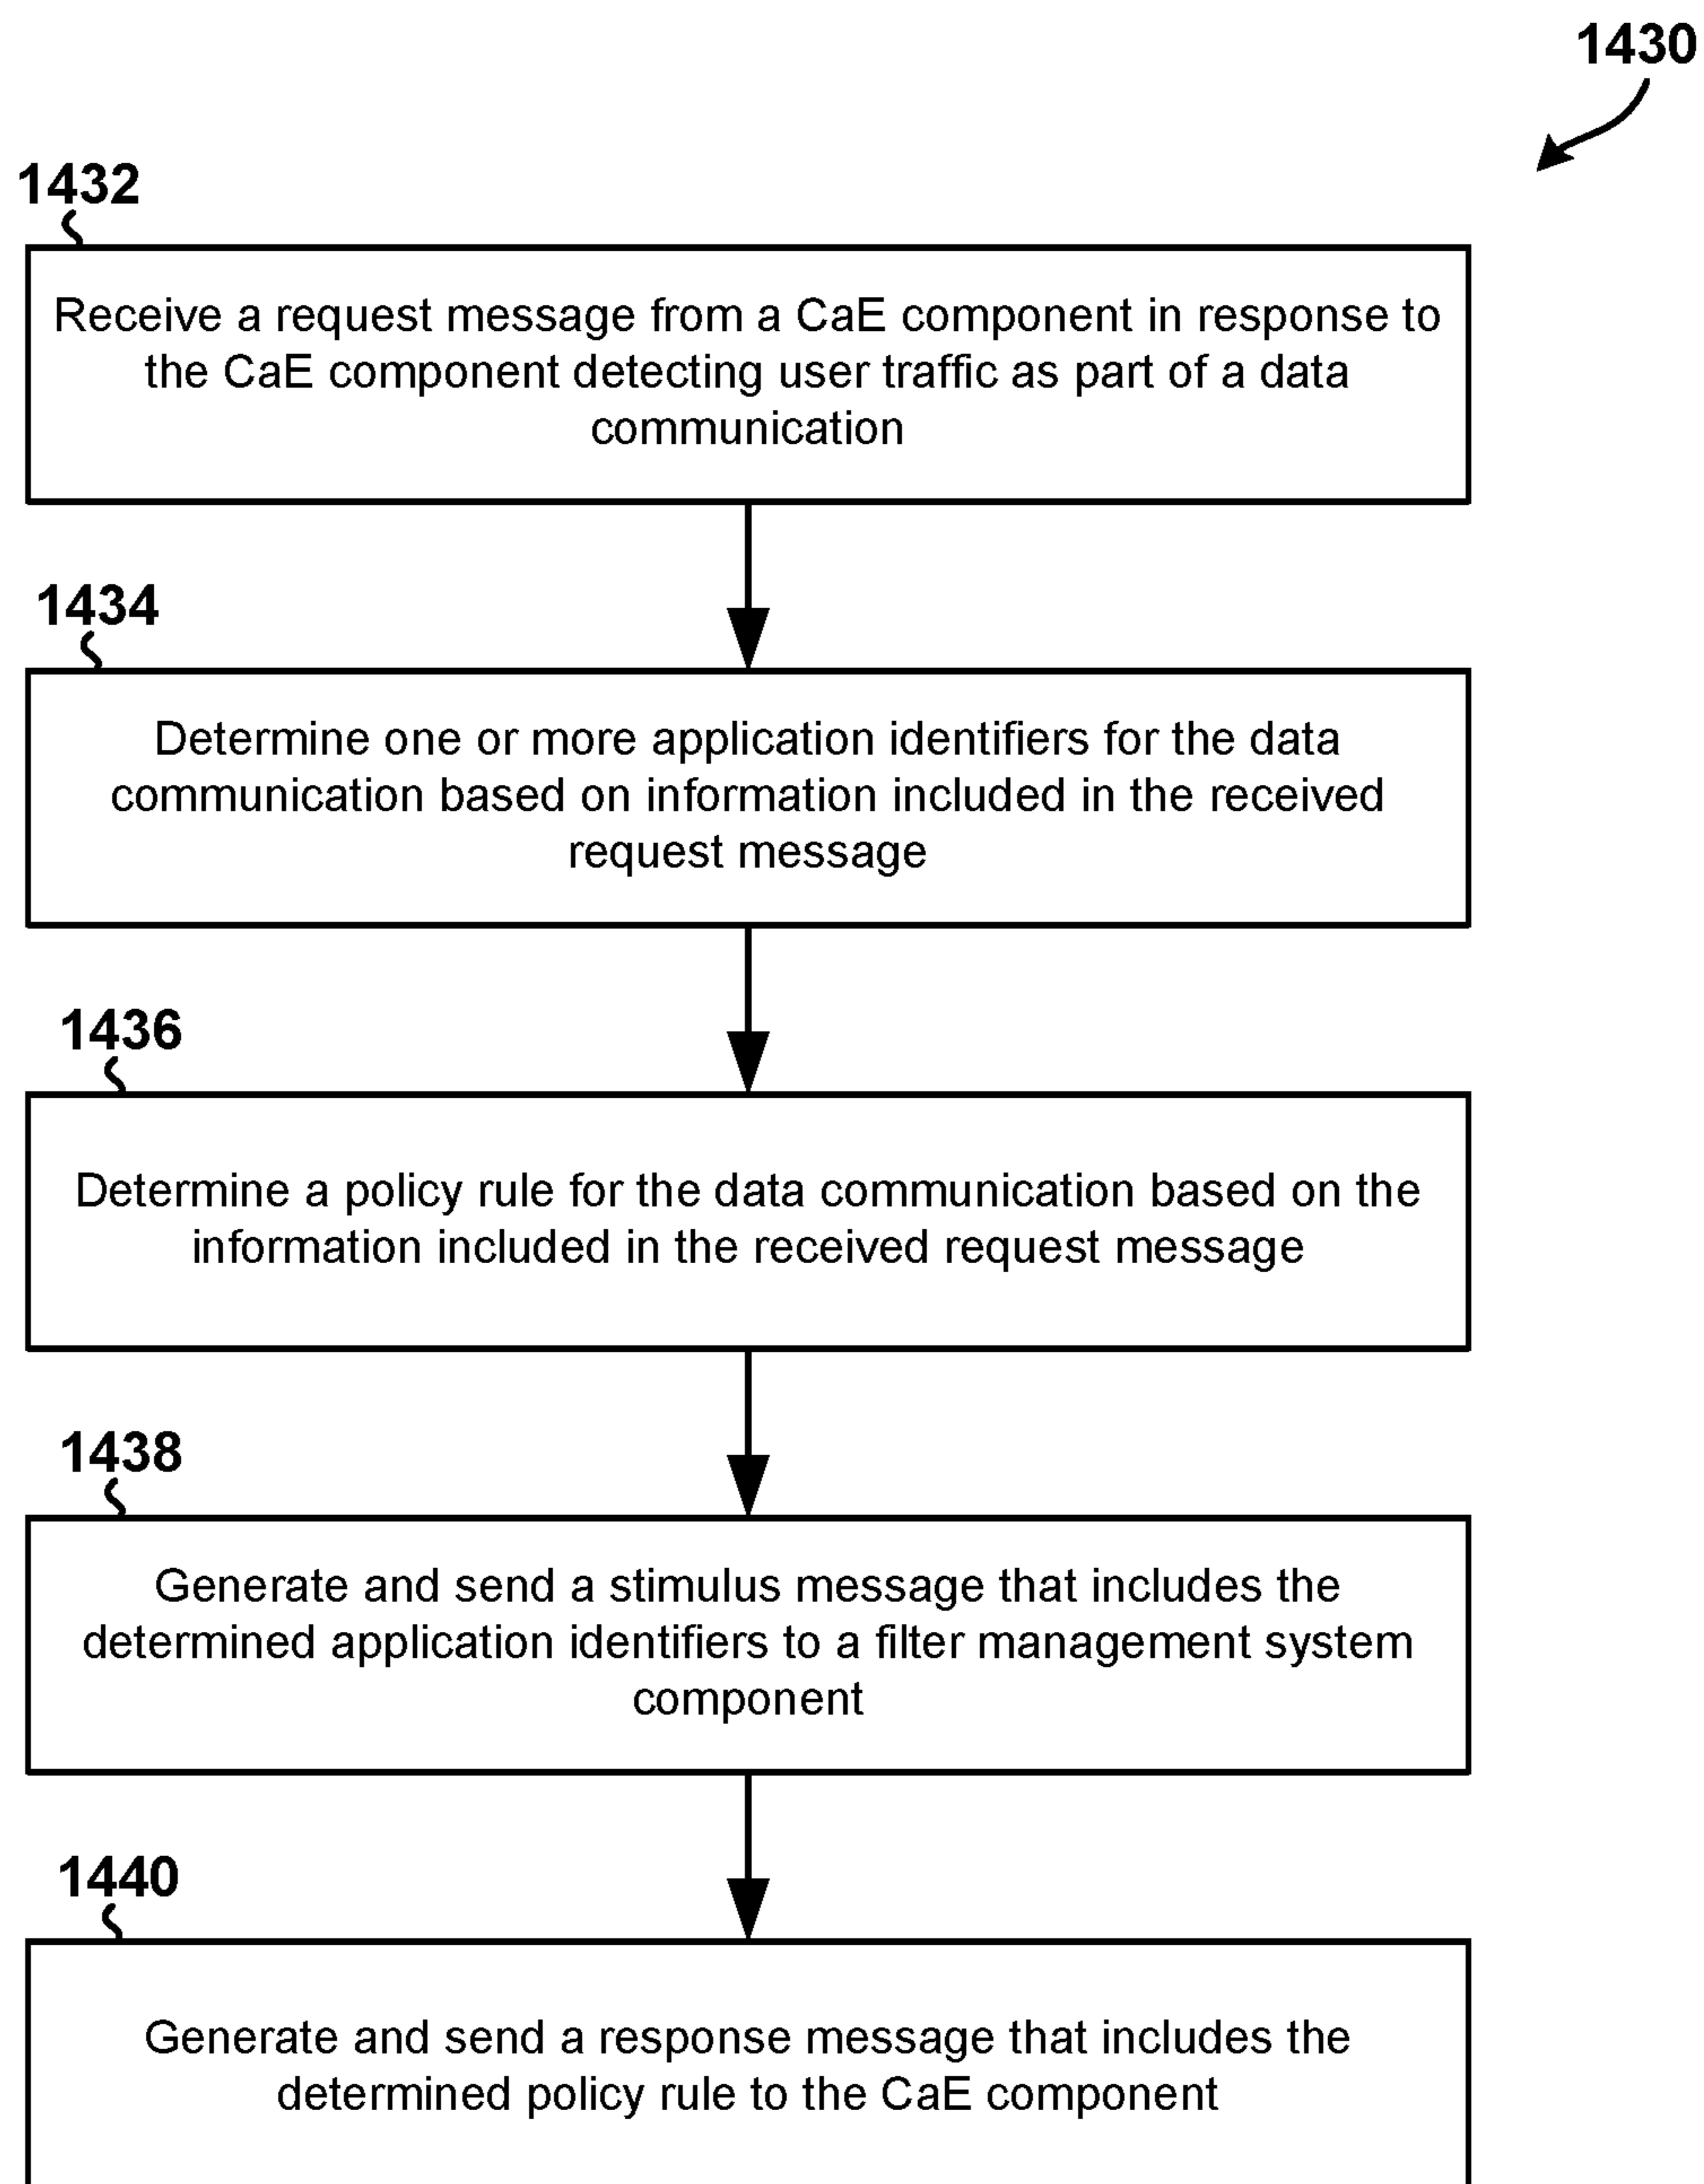 1430
1432
Receive a request message from a CaE component in response to
the CaE component detecting user traffic as part of a data
communication
1434
Determine one or more application identifiers for the data
communication based on information included in the received
request message
1436
Determine a policy rule for the data communication based on the
information included in the received request message
1438
Generate and send a stimulus message that includes the
determined application identifiers to a filter management system
component
1440
Generate and send a response message that includes the
determined policy rule to the CaE component